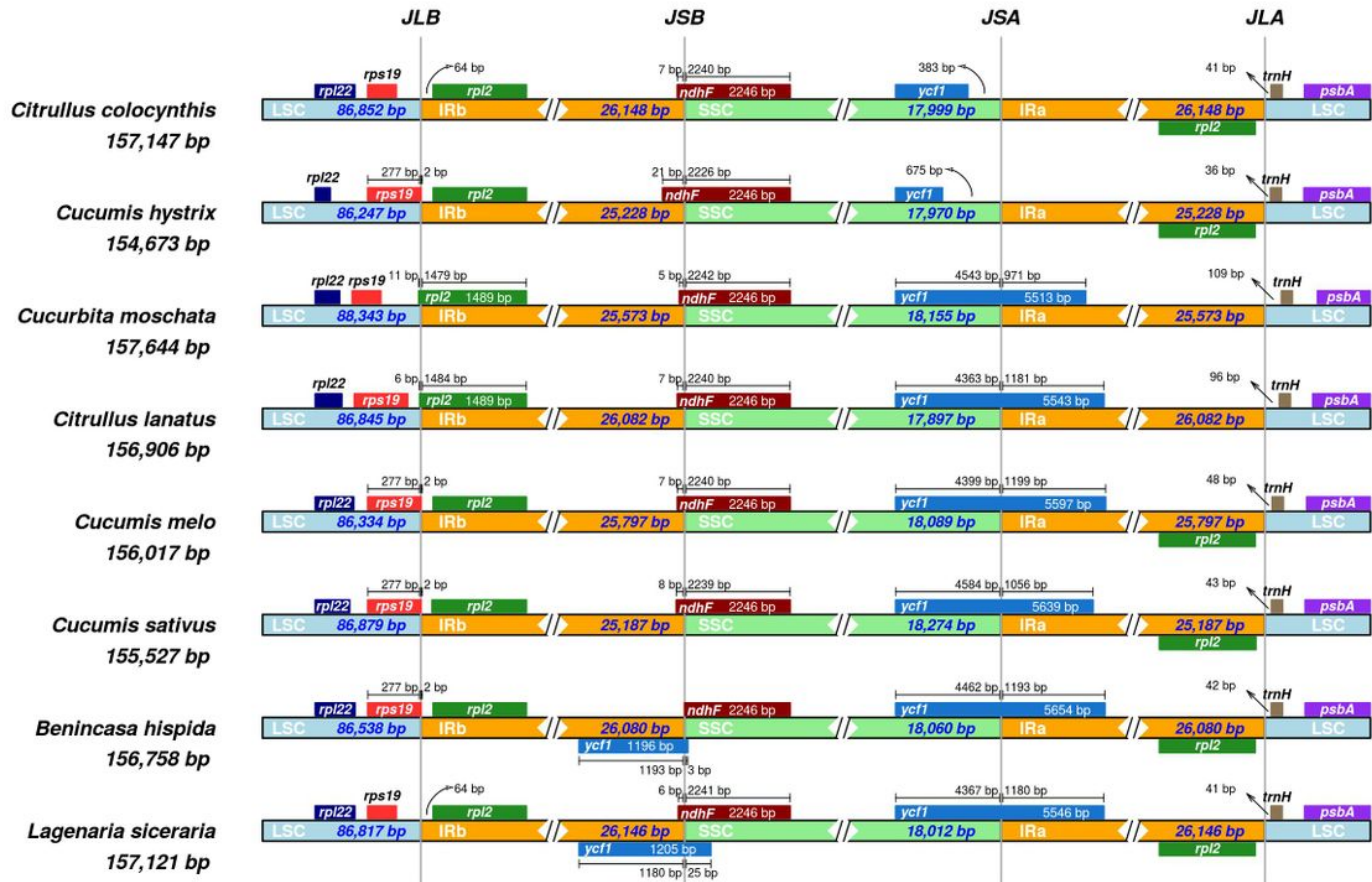 JLB JSB JSA JLA
rps19 64 bp 7 bp 2240 bp 383 bp 41 bp trnH
rpl22 rpl2 ndhF 2246 bp ycf1 psbA
Citrullus colocynthis LSC 86,852 bp IRb 26,148 bp SSC 17,999 bp IRa 26,148 bp LSC
rpl2
157,147 bp
rpl22 277 bp 2 bp 21 bp 2226 bp 675 bp 36 bp trnH
rps19 rpl2 ndhF 2246 bp ycf1 psbA
Cucumis hystrix LSC 86,247 bp IRb 25,228 bp SSC 17,970 bp IRa 25,228 bp LSC
rpl2
154,673 bp
rpl22 rps19 11 bp 1479 bp 5 bp 2242 bp 4543 bp 971 bp 109 bp trnH
rpl2 1489 bp ndhF 2246 bp ycf1 5513 bp psbA
Cucurbita moschata LSC 88,343 bp IRb 25,573 bp SSC 18,155 bp IRa 25,573 bp LSC
157,644 bp
rpl22 6 bp 1484 bp 7 bp 2240 bp 4363 bp 1181 bp 96 bp trnH
rps19 rpl2 1489 bp ndhF 2246 bp ycf1 5543 bp psbA
Citrullus lanatus LSC 86,845 bp IRb 26,082 bp SSC 17,897 bp IRa 26,082 bp LSC
156,906 bp
277 bp 2 bp 7 bp 2240 bp 4399 bp 1199 bp 48 bp trnH
rpl22 rps19 rpl2 ndhF 2246 bp ycf1 5597 bp psbA
Cucumis melo LSC 86,334 bp IRb 25,797 bp SSC 18,089 bp IRa 25,797 bp LSC
rpl2
156,017 bp
277 bp 2 bp 8 bp 2239 bp 4584 bp 1056 bp 43 bp trnH
rpl22 rps19 rpl2 ndhF 2246 bp ycf1 5639 bp psbA
Cucumis sativus LSC 86,879 bp IRb 25,187 bp SSC 18,274 bp IRa 25,187 bp LSC
rpl2
155,527 bp
277 bp 2 bp 4462 bp 1193 bp 42 bp trnH
rpl22 rps19 rpl2 ndhF 2246 bp ycf1 5654 bp psbA
Benincasa hispida LSC 86,538 bp IRb 26,080 bp SSC 18,060 bp IRa 26,080 bp LSC
ycf1 1196 bp rpl2
156,758 bp 1193 bp 3 bp
rps19 64 bp 6 bp 2241 bp 4367 bp 1180 bp 41 bp trnH
rpl22 rpl2 ndhF 2246 bp ycf1 5546 bp psbA
Lagenaria siceraria LSC 86,817 bp IRb 26,146 bp SSC 18,012 bp IRa 26,146 bp LSC
ycf1 1205 bp rpl2
157,121 bp 1180 bp 25 bp